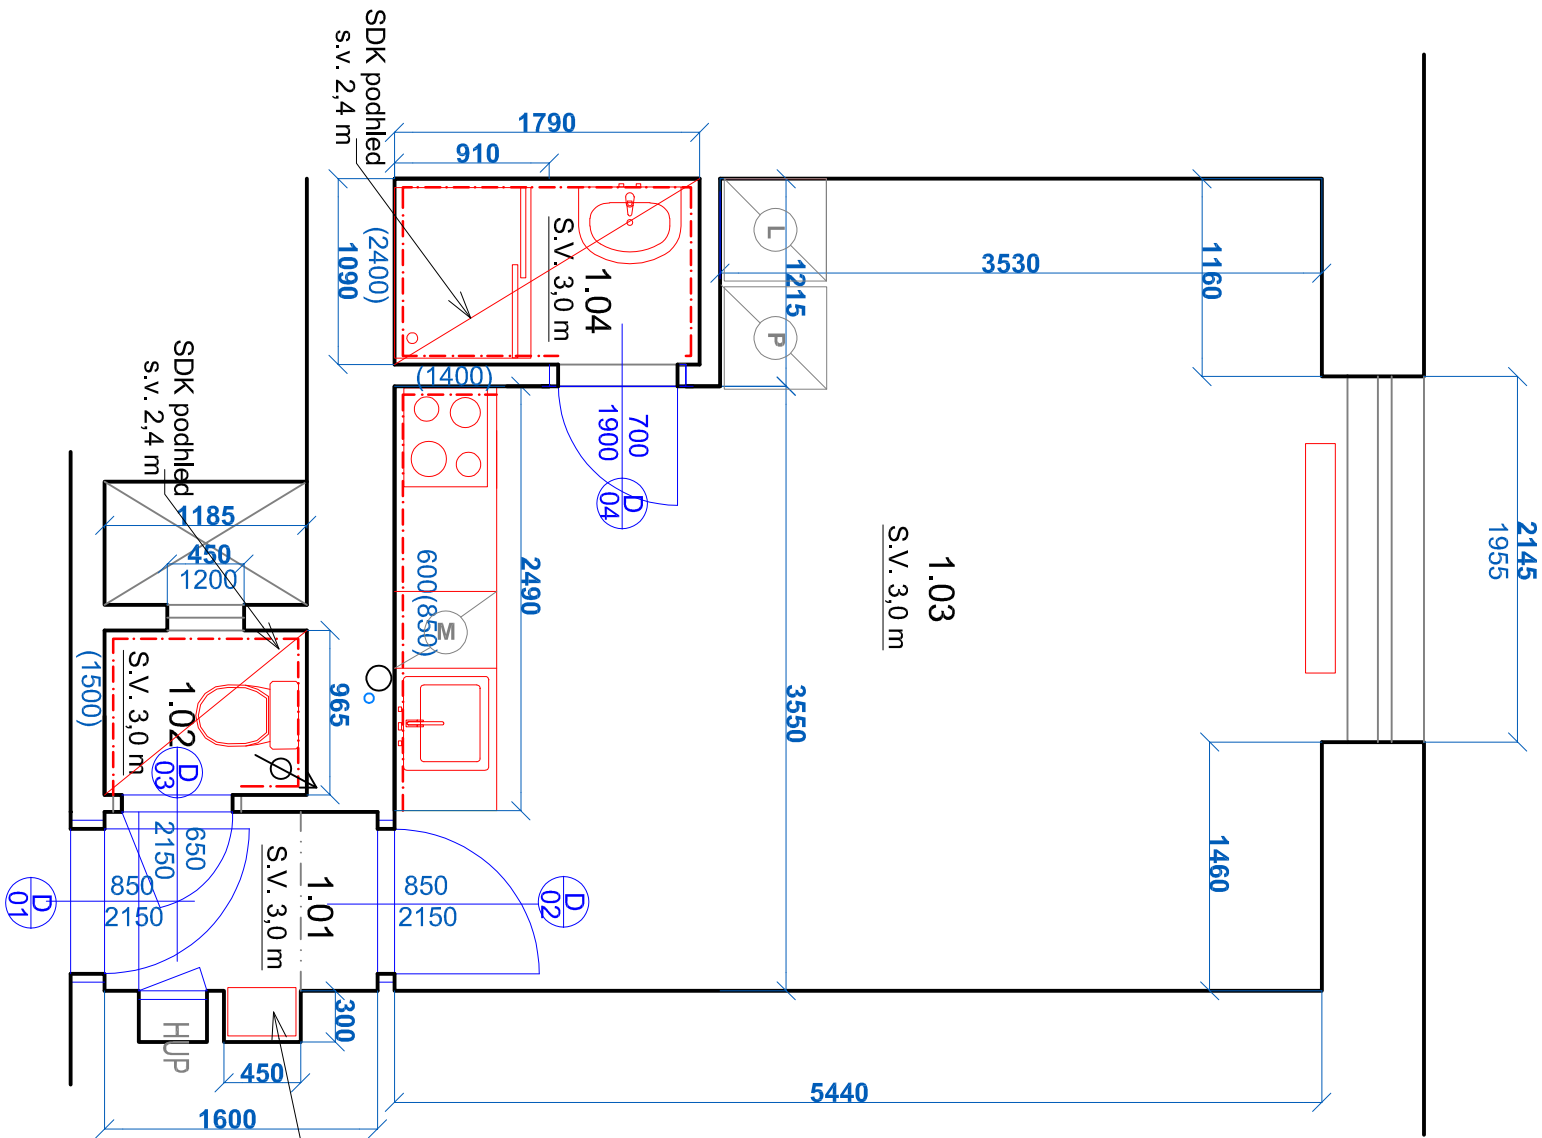 SDK podhled
s.v. 2,4 m
1790
910
1090
(2400)
S.V. 3,0 m
1.04
L
P
1215
3530
1160
2145
1955
SDK podhled
s.v. 2,4 m
1185
450
1200
(1400)
2490
600(850)
M
700
1900
D
04
1.03
S.V. 3,0 m
3550
1460
(1500)
965
1.02
S.V. 3,0 m
D
03
650
2150
850
2150
D
01
1.01
S.V. 3,0 m
850
2150
D
02
HUP
300
450
1600
5440